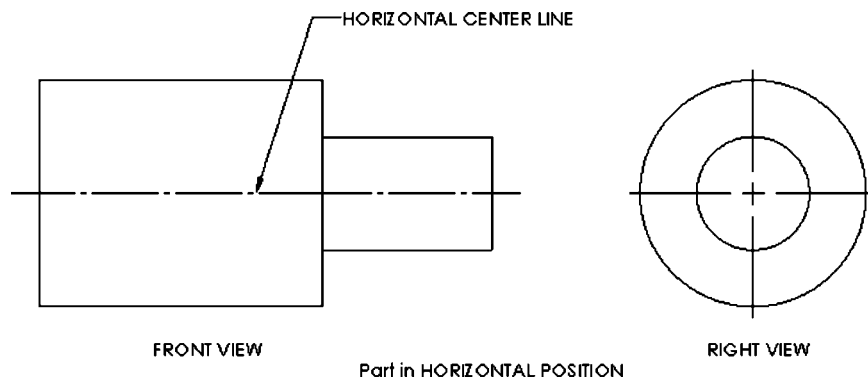 HORIZONTAL CENTER LINE
FRONT VIEW
RIGHT VIEW
Part in HORIZONTAL POSITION